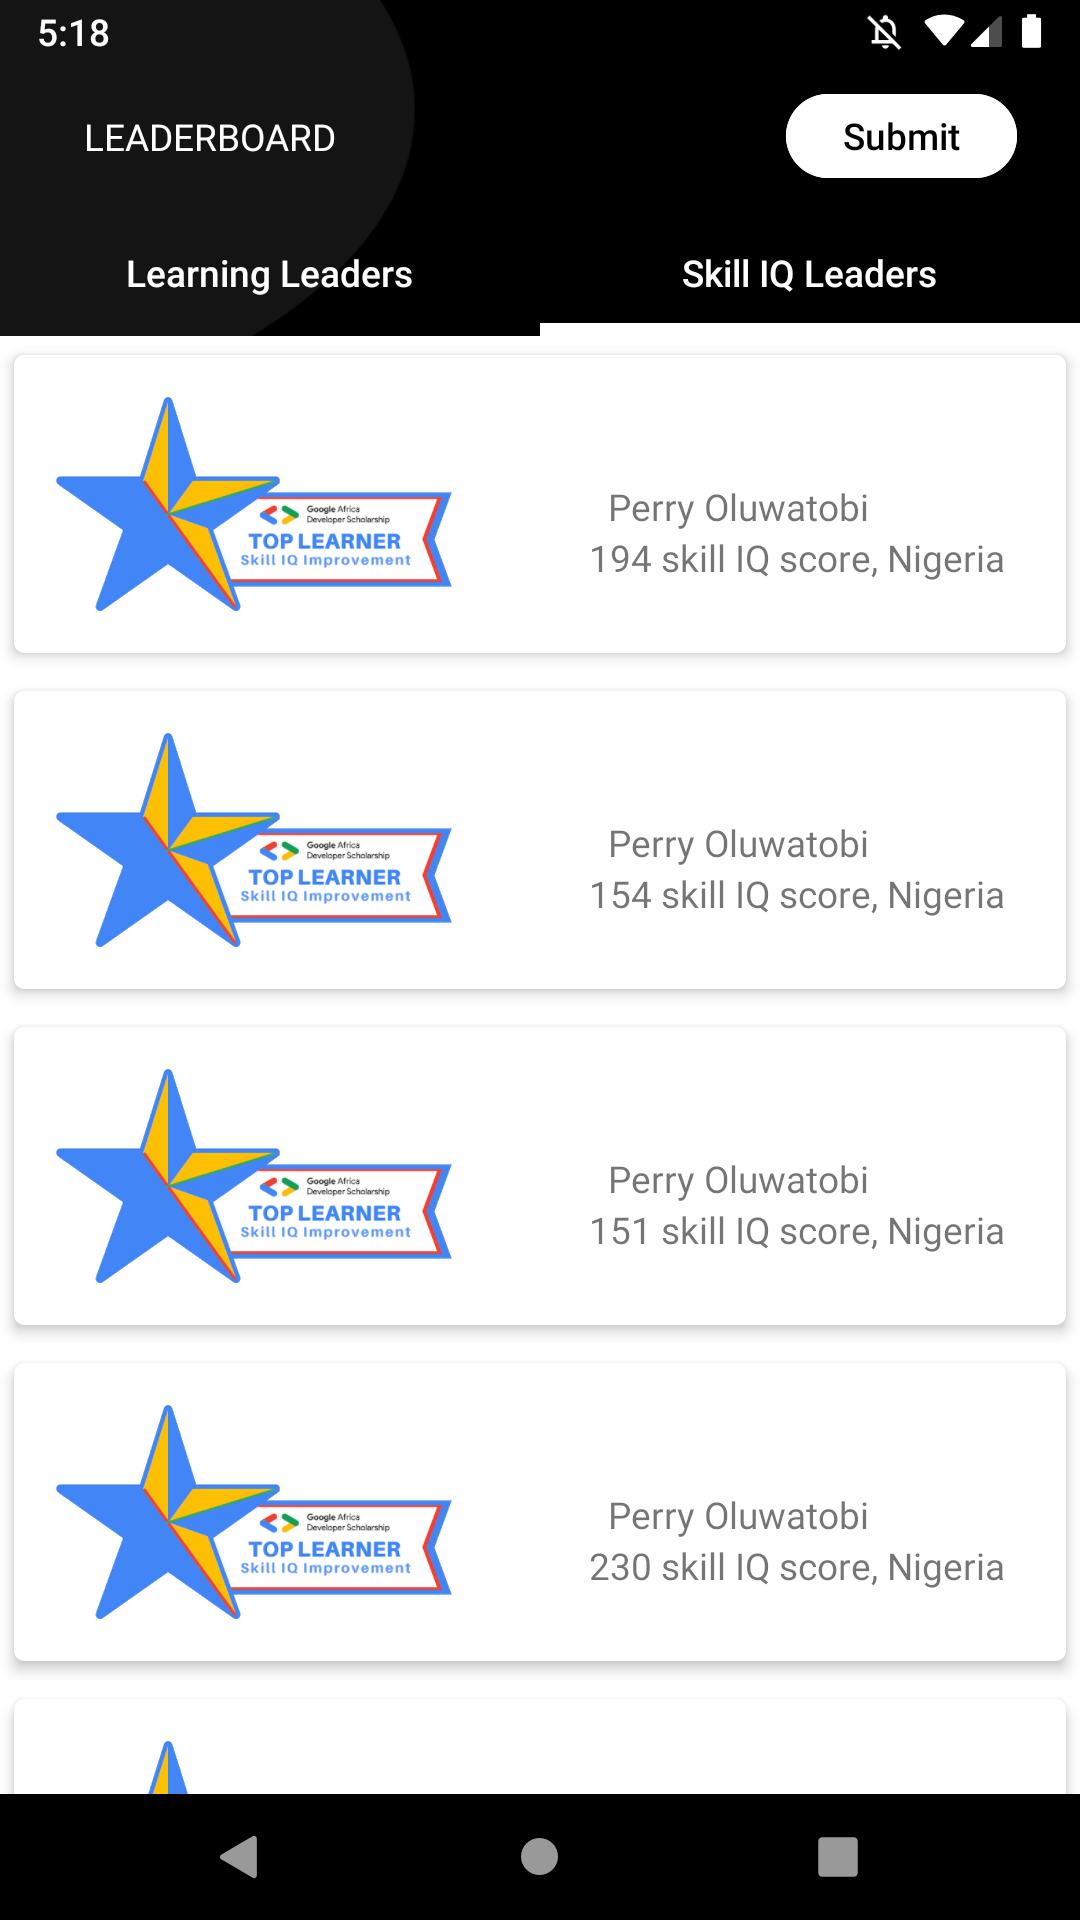 5:18
LEADERBOARD
Submit
Learning Leaders
Skill IQ Leaders
Google Africa
Developer Scholarship
TOP LEARNER
Skill IQ Improvement
Perry Oluwatobi
194 skill IQ score, Nigeria
Google Africa
Developer Scholarship
TOP LEARNER
Skill IQ Improvement
Perry Oluwatobi
154 skill IQ score, Nigeria
Google Africa
Developer Scholarship
TOP LEARNER
Skill IQ Improvement
Perry Oluwatobi
151 skill IQ score, Nigeria
Google Africa
Developer Scholarship
TOP LEARNER
Skill IQ Improvement
Perry Oluwatobi
230 skill IQ score, Nigeria